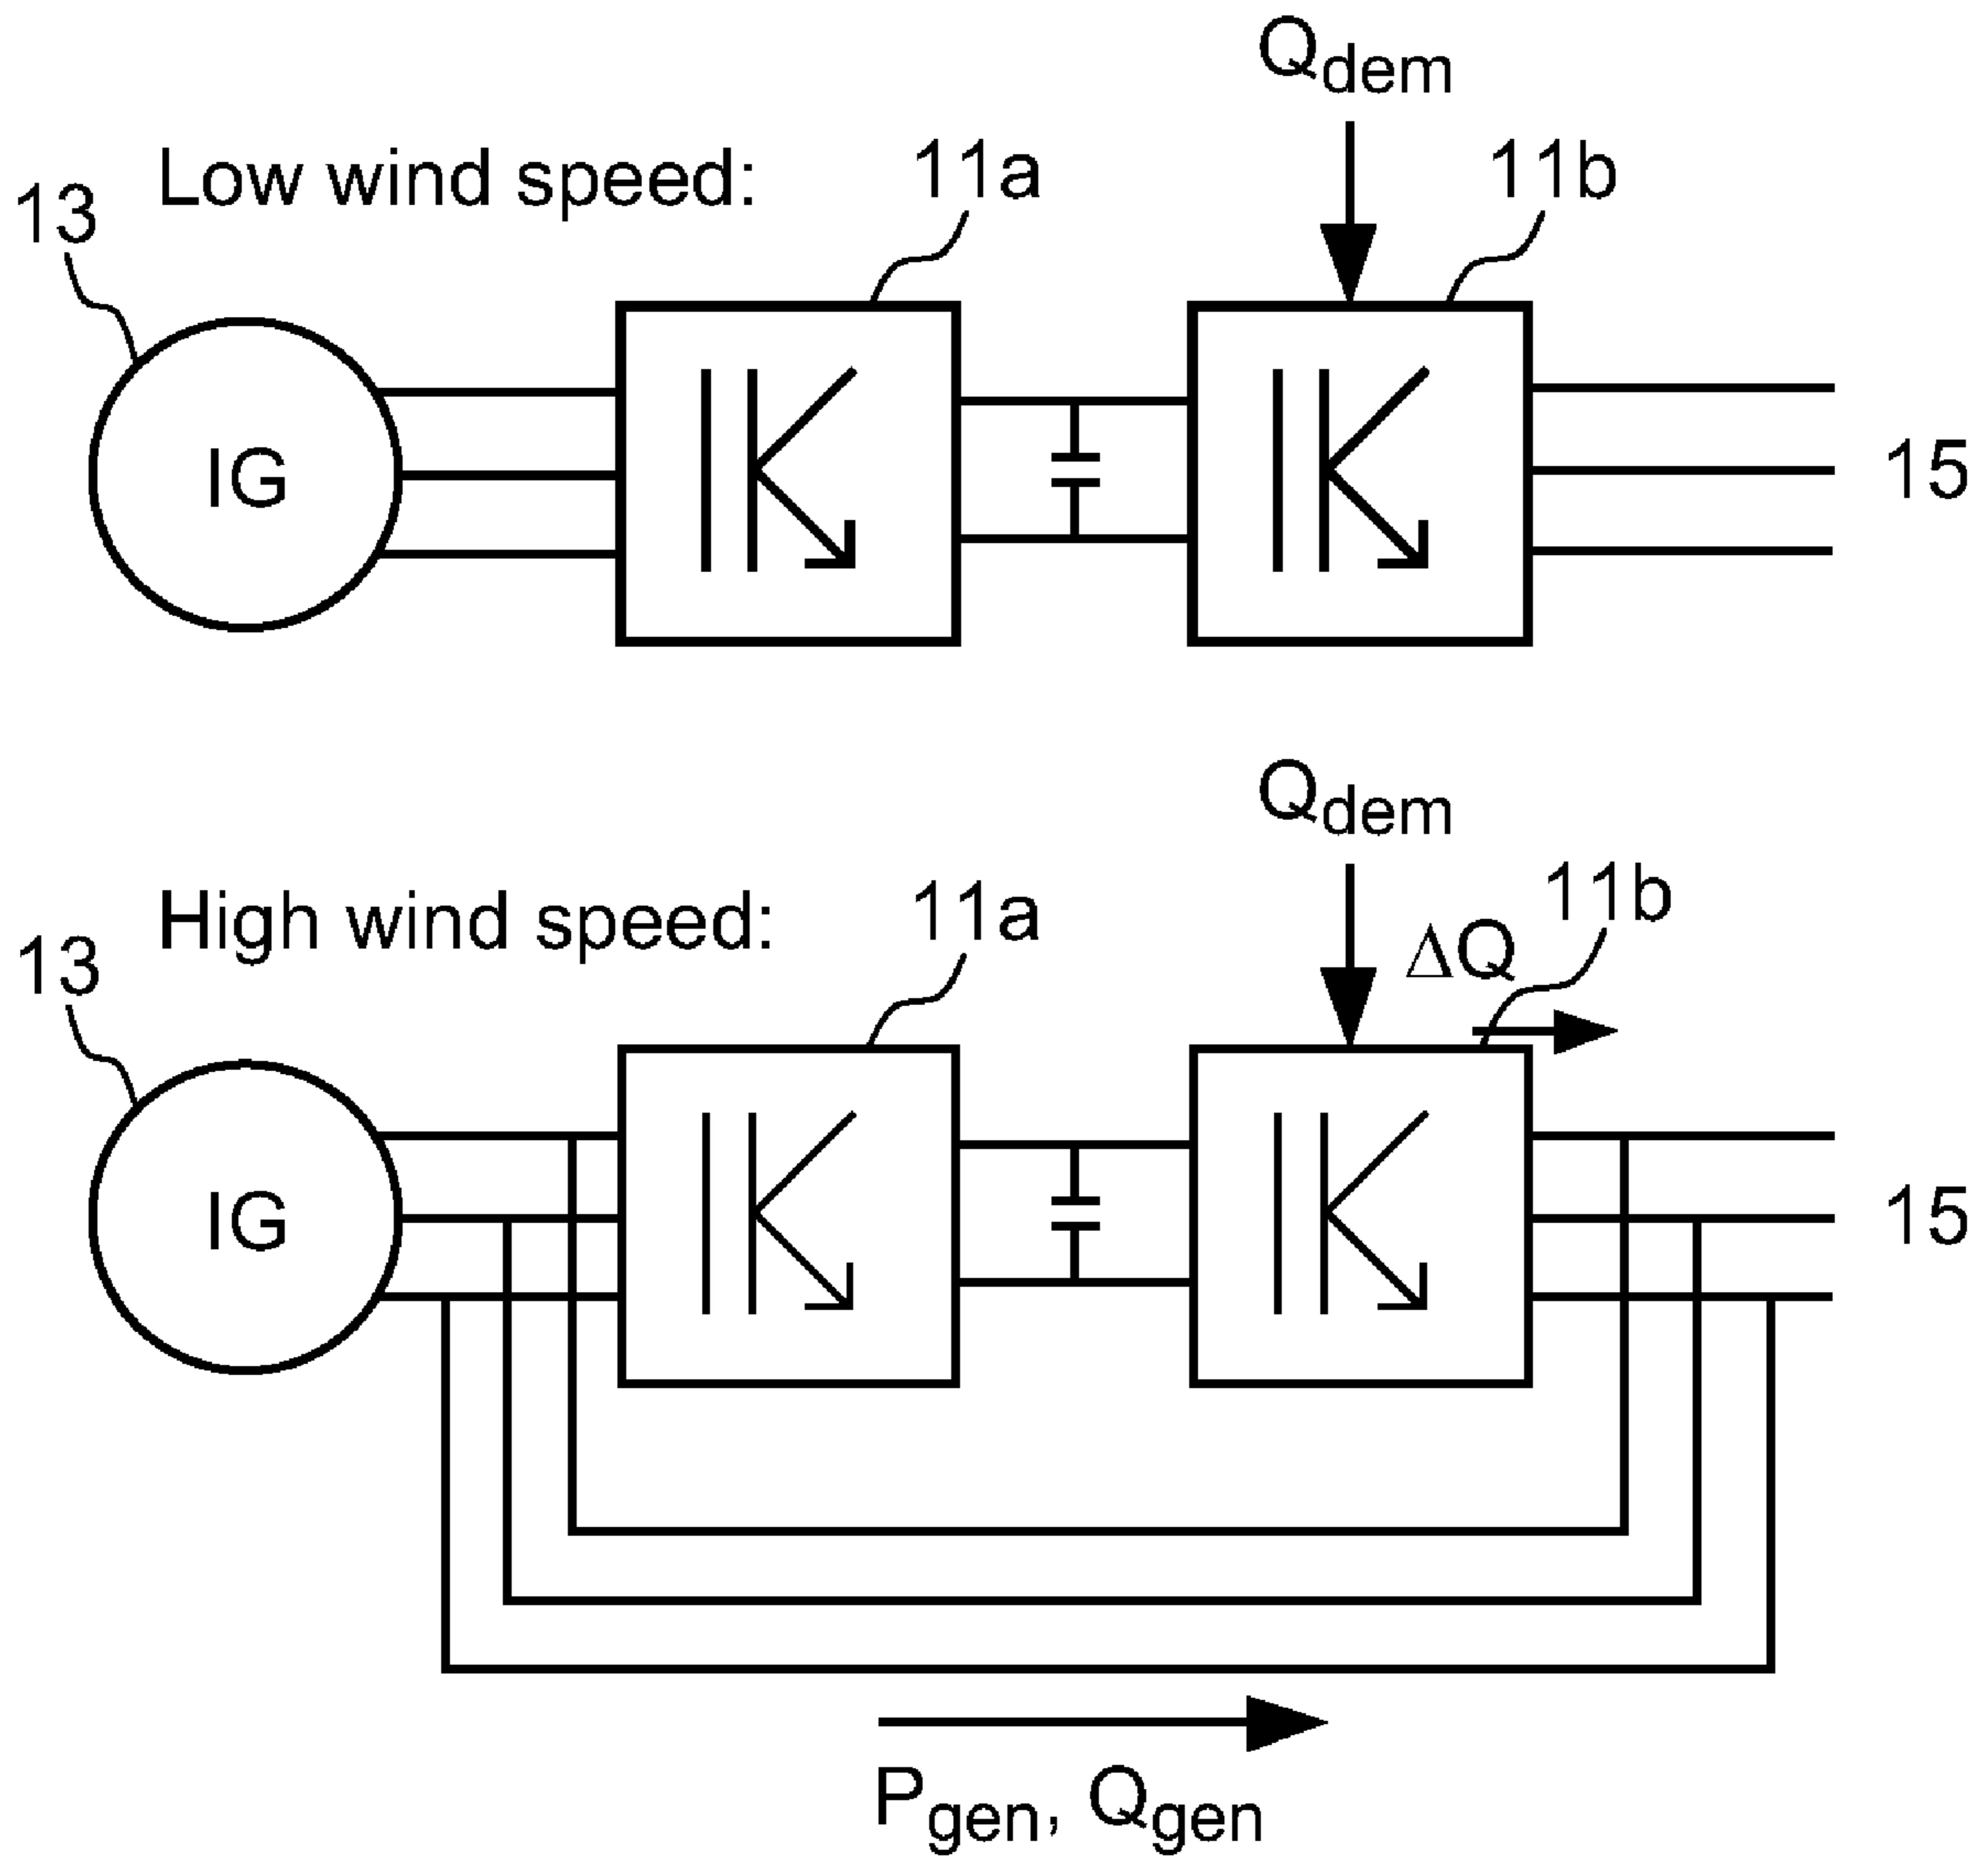 Qdem
Low wind speed:
11a
11b
13
IG
15
Qdem
High wind speed:
11a
ΔQ
11b
13
IG
15
Pgen, Qgen